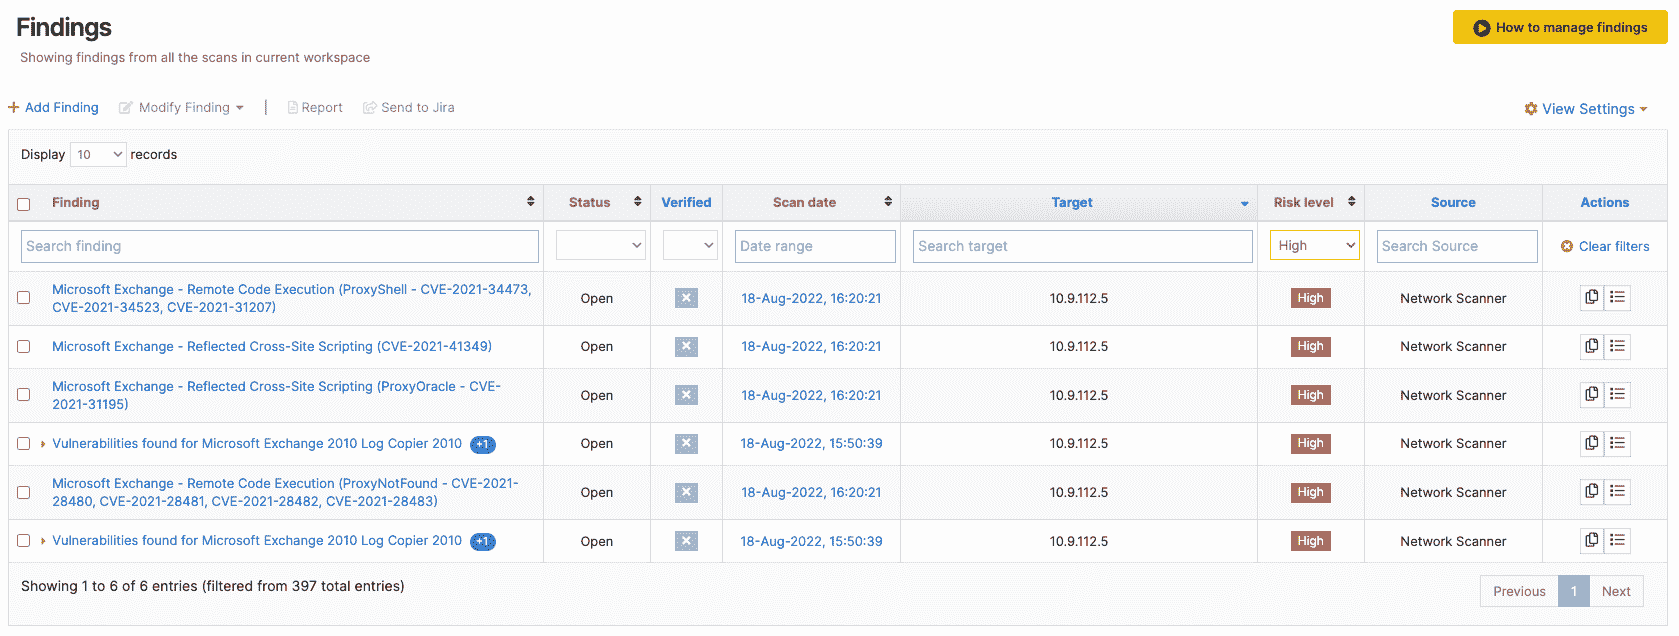 Findings
How to manage findings
Showing findings from all the scans in current workspace
Add Finding Modify Finding | Report Send to Jira View Settings
Display 10 records
Finding Status Verified Scan date Target Risk level Source Actions
Search finding Date range Search target High Search Source Clear filters
Microsoft Exchange - Remote Code Execution (ProxyShell - CVE-2021-34473,
CVE-2021-34523, CVE-2021-31207) Open 18-Aug-2022, 16:20:21 10.9.112.5 High Network Scanner
Microsoft Exchange - Reflected Cross-Site Scripting (CVE-2021-41349) Open 18-Aug-2022, 16:20:21 10.9.112.5 High Network Scanner
Microsoft Exchange - Reflected Cross-Site Scripting (ProxyOracle - CVE-
2021-31195) Open 18-Aug-2022, 16:20:21 10.9.112.5 High Network Scanner
Vulnerabilities found for Microsoft Exchange 2010 Log Copier 2010 +1 Open 18-Aug-2022, 15:50:39 10.9.112.5 High Network Scanner
Microsoft Exchange - Remote Code Execution (ProxyNotFound - CVE-2021-
28480, CVE-2021-28481, CVE-2021-28482, CVE-2021-28483) Open 18-Aug-2022, 16:20:21 10.9.112.5 High Network Scanner
Vulnerabilities found for Microsoft Exchange 2010 Log Copier 2010 +1 Open 18-Aug-2022, 15:50:39 10.9.112.5 High Network Scanner
Showing 1 to 6 of 6 entries (filtered from 397 total entries)
Previous 1 Next